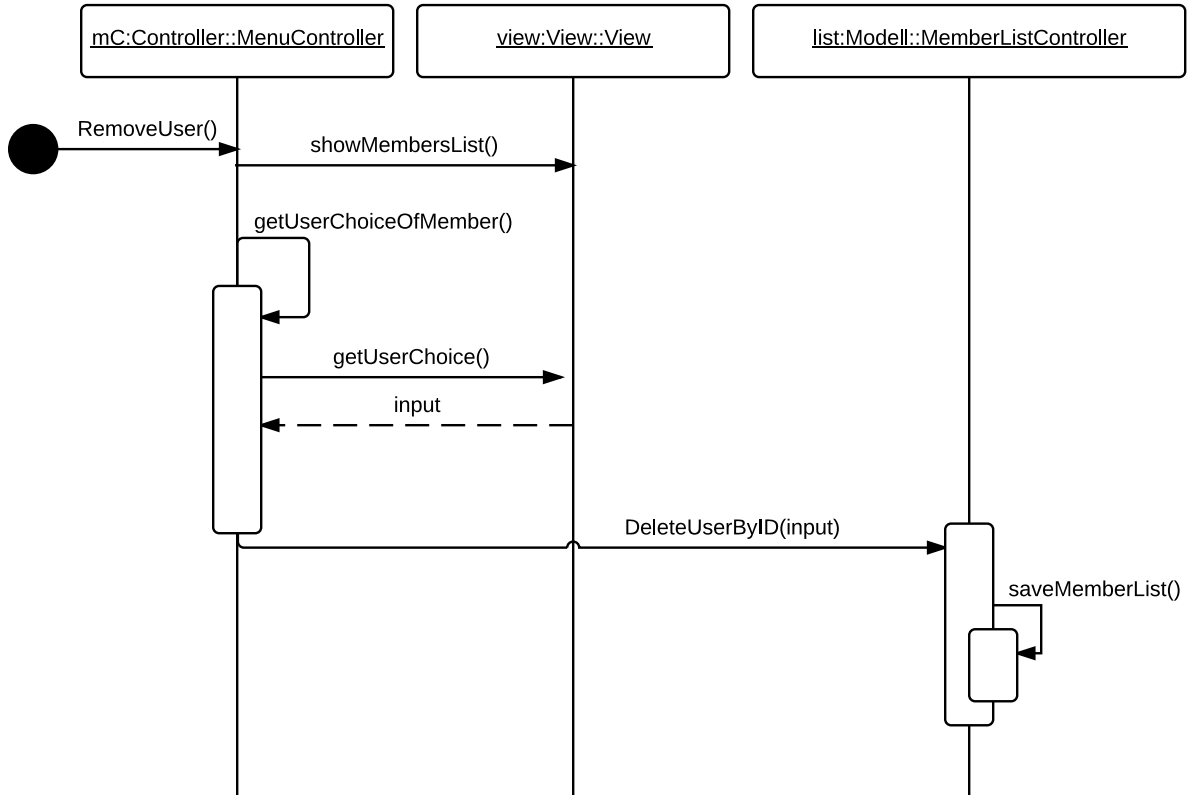 mC:Controller::MenuController
view:View::View
list:Modell::MemberListController
RemoveUser()
showMembersList()
getUserChoiceOfMember()
getUserChoice()
input
DeleteUserByID(input)
saveMemberList()